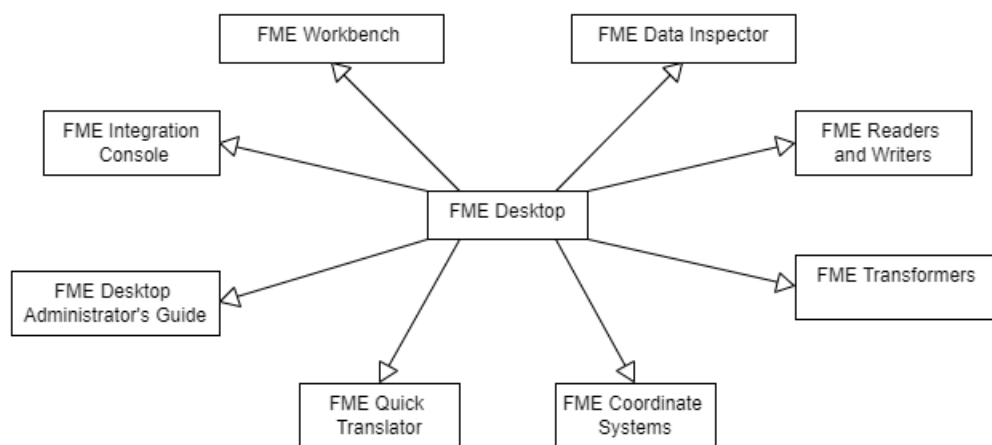 FME Workbench
FME Data Inspector
FME Integration
Console
FME Readers
and Writers
FME Desktop
FME Desktop
Administrator's Guide
FME Transformers
FME Quick
Translator
FME Coordinate
Systems